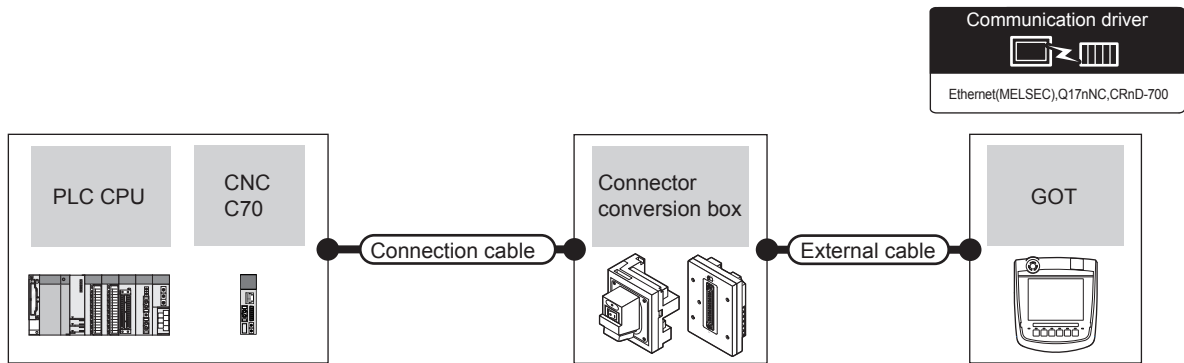 Communication driver
Ethernet(MELSEC),Q17nNC,CRnD-700
PLC CPU
CNC
C70
Connection cable
Connector
conversion box
External cable
GOT